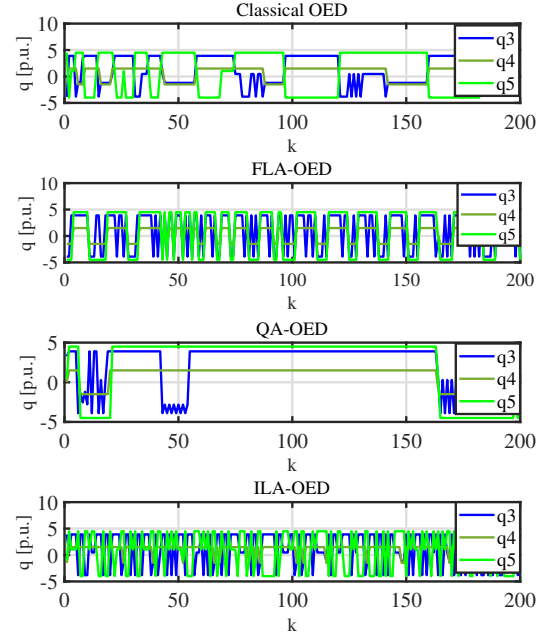 Classical OED
q [p.u.]
10
5
0
-5
q3
q4
q5
0
50
100
150
200
k
FLA-OED
q [p.u.]
10
5
0
-5
q3
q4
q5
0
50
100
150
200
k
QA-OED
q [p.u.]
5
0
-5
q3
q4
q5
0
50
100
150
200
k
ILA-OED
q [p.u.]
10
5
0
-5
q3
q4
q5
0
50
100
150
200
k